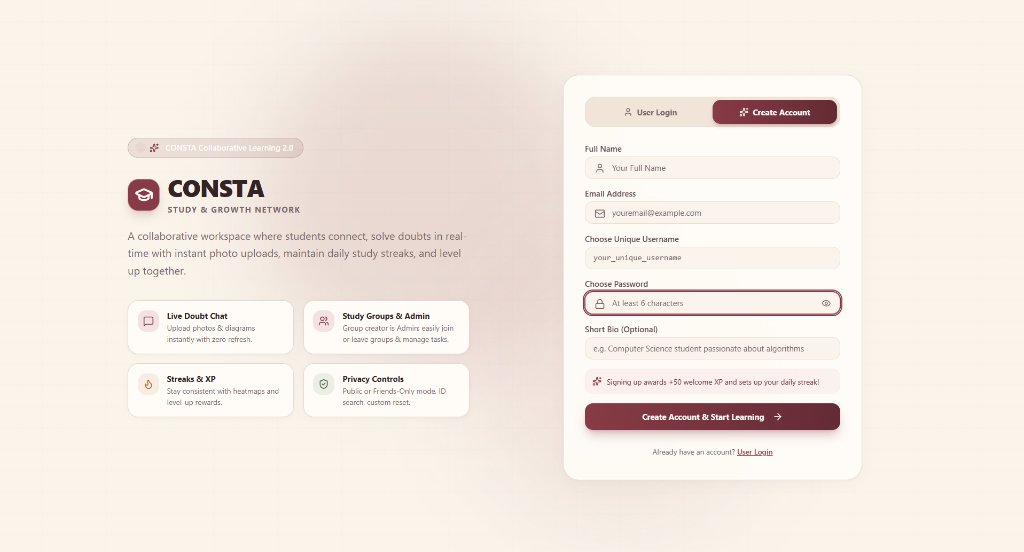 CONSTA Collaborative Learning 2.0
CONSTA
STUDY & GROWTH NETWORK
A collaborative workspace where students connect, solve doubts in real-
time with instant photo uploads, maintain daily study streaks, and level
up together.
Live Doubt Chat
Upload photos & diagrams
instantly with zero refresh.
Study Groups & Admin
Group creator is Admin; easily join
or leave groups & manage tasks.
Streaks & XP
Stay consistent with heatmaps and
level-up rewards.
Privacy Controls
Public or Friends-Only mode, ID
search, custom reset.
User Login
Create Account
Full Name
Your Full Name
Email Address
youremail@example.com
Choose Unique Username
your_unique_username
Choose Password
At least 6 characters
Short Bio (Optional)
e.g. Computer Science student passionate about algorithms
Signing up awards +50 welcome XP and sets up your daily streak!
Create Account & Start Learning
Already have an account? User Login